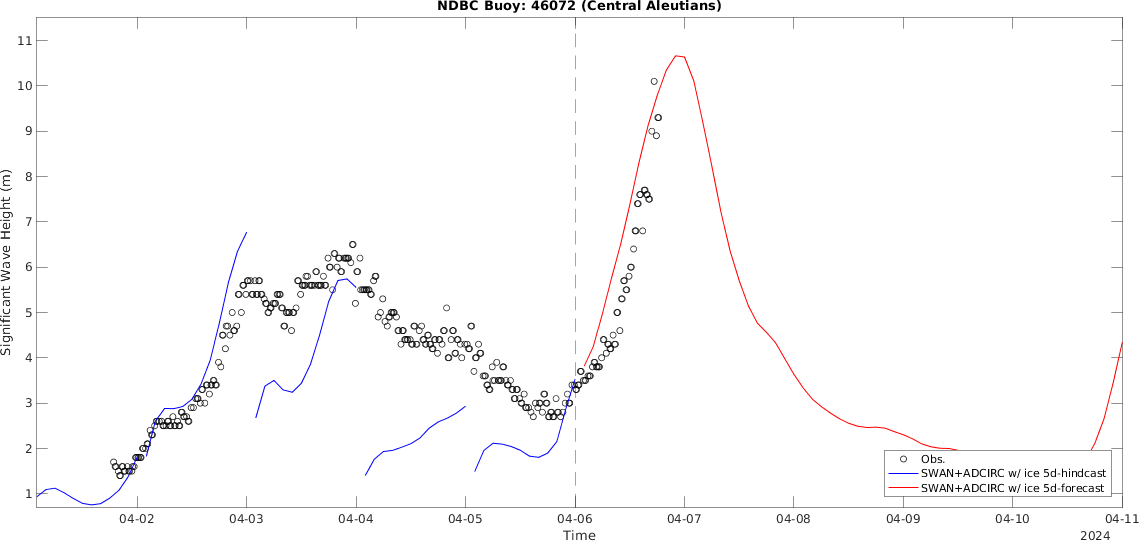 NDBC Buoy: 46072 (Central Aleutians)
11
10
9
8
7
6
5
4
3
2
1
Significant Wave Height (m)
Obs.
SWAN+ADCIRC w/ ice 5d-hindcast
SWAN+ADCIRC w/ ice 5d-forecast
04-02 04-03 04-04 04-05 04-06 04-07 04-08 04-09 04-10 04-11
Time
2024